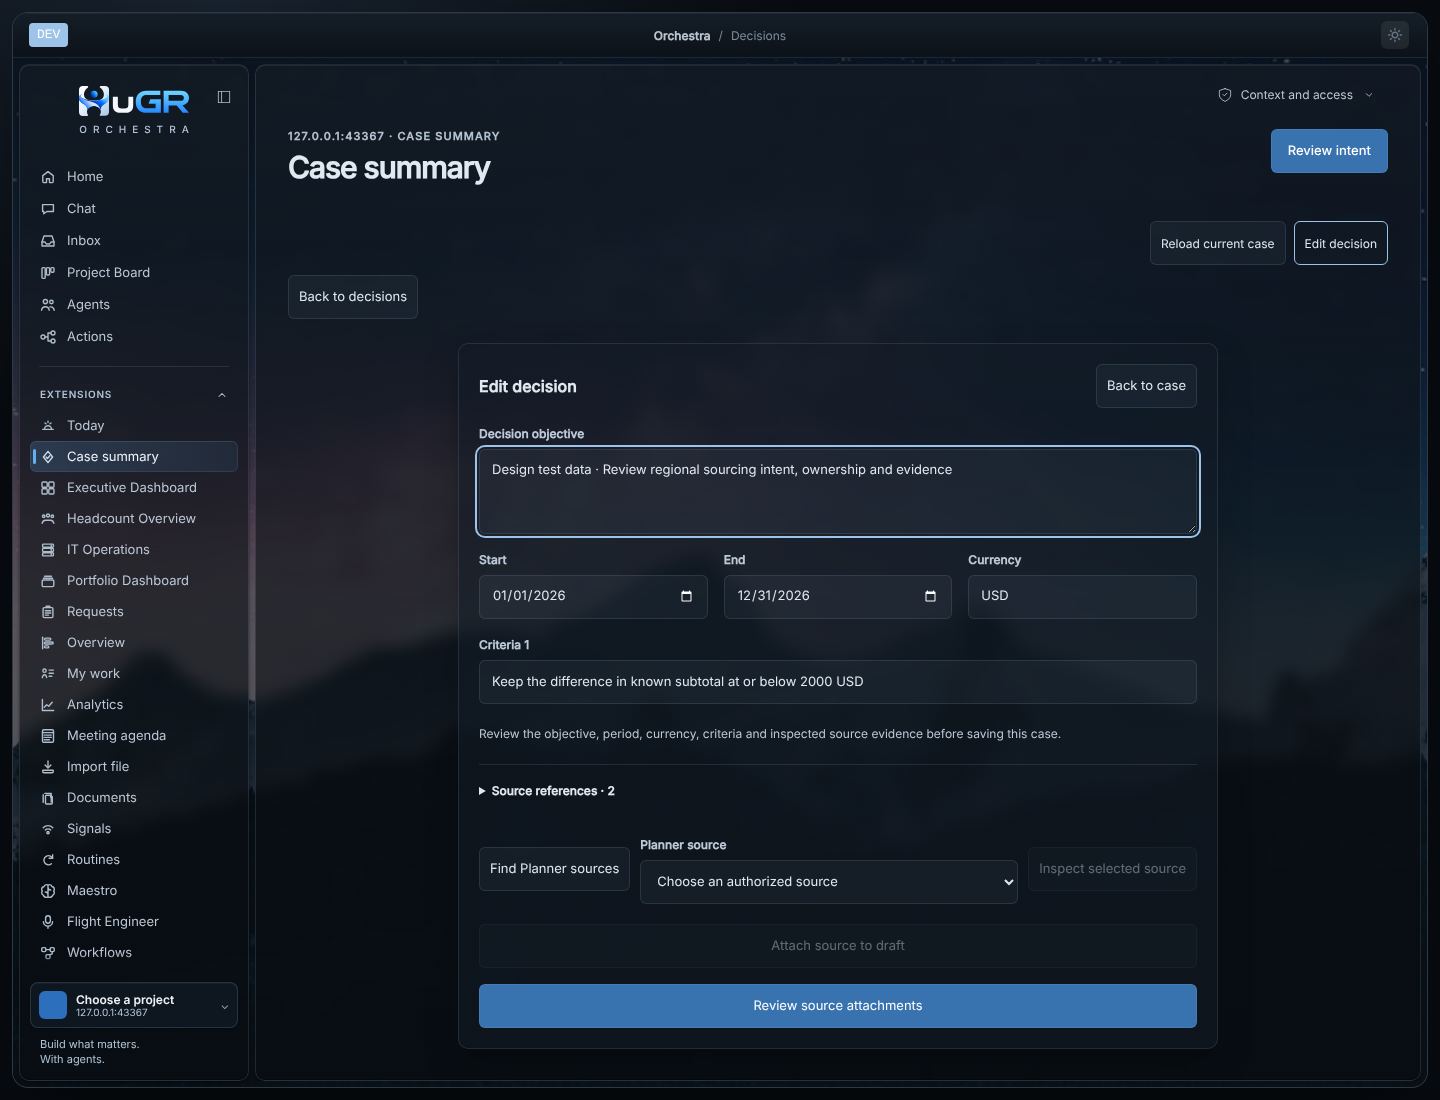 DEV
Orchestra / Decisions
HuGR
ORCHESTRA
Home
Chat
Inbox
Project Board
Agents
Actions
EXTENSIONS
Today
Case summary
Executive Dashboard
Headcount Overview
IT Operations
Portfolio Dashboard
Requests
Overview
My work
Analytics
Meeting agenda
Import file
Documents
Signals
Routines
Maestro
Flight Engineer
Workflows
Choose a project
127.0.0.1:43367
Build what matters.
With agents.
Context and access
127.0.0.1:43367 · CASE SUMMARY
Case summary
Review intent
Reload current case
Edit decision
Back to decisions
Edit decision
Back to case
Decision objective
Design test data · Review regional sourcing intent, ownership and evidence
Start
End
Currency
01/01/2026
12/31/2026
USD
Criteria 1
Keep the difference in known subtotal at or below 2000 USD
Review the objective, period, currency, criteria and inspected source evidence before saving this case.
Source references · 2
Planner source
Find Planner sources
Choose an authorized source
Inspect selected source
Attach source to draft
Review source attachments